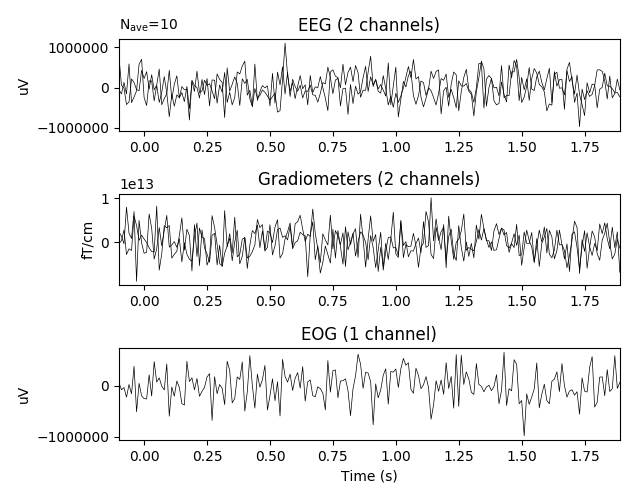 N_ave=10
EEG (2 channels)
1000000
0
−1000000
uV
0.00 0.25 0.50 0.75 1.00 1.25 1.50 1.75
1e13
Gradiometers (2 channels)
1
0
fT/cm
0.00 0.25 0.50 0.75 1.00 1.25 1.50 1.75
EOG (1 channel)
0
−1000000
uV
0.00 0.25 0.50 0.75 1.00 1.25 1.50 1.75
Time (s)